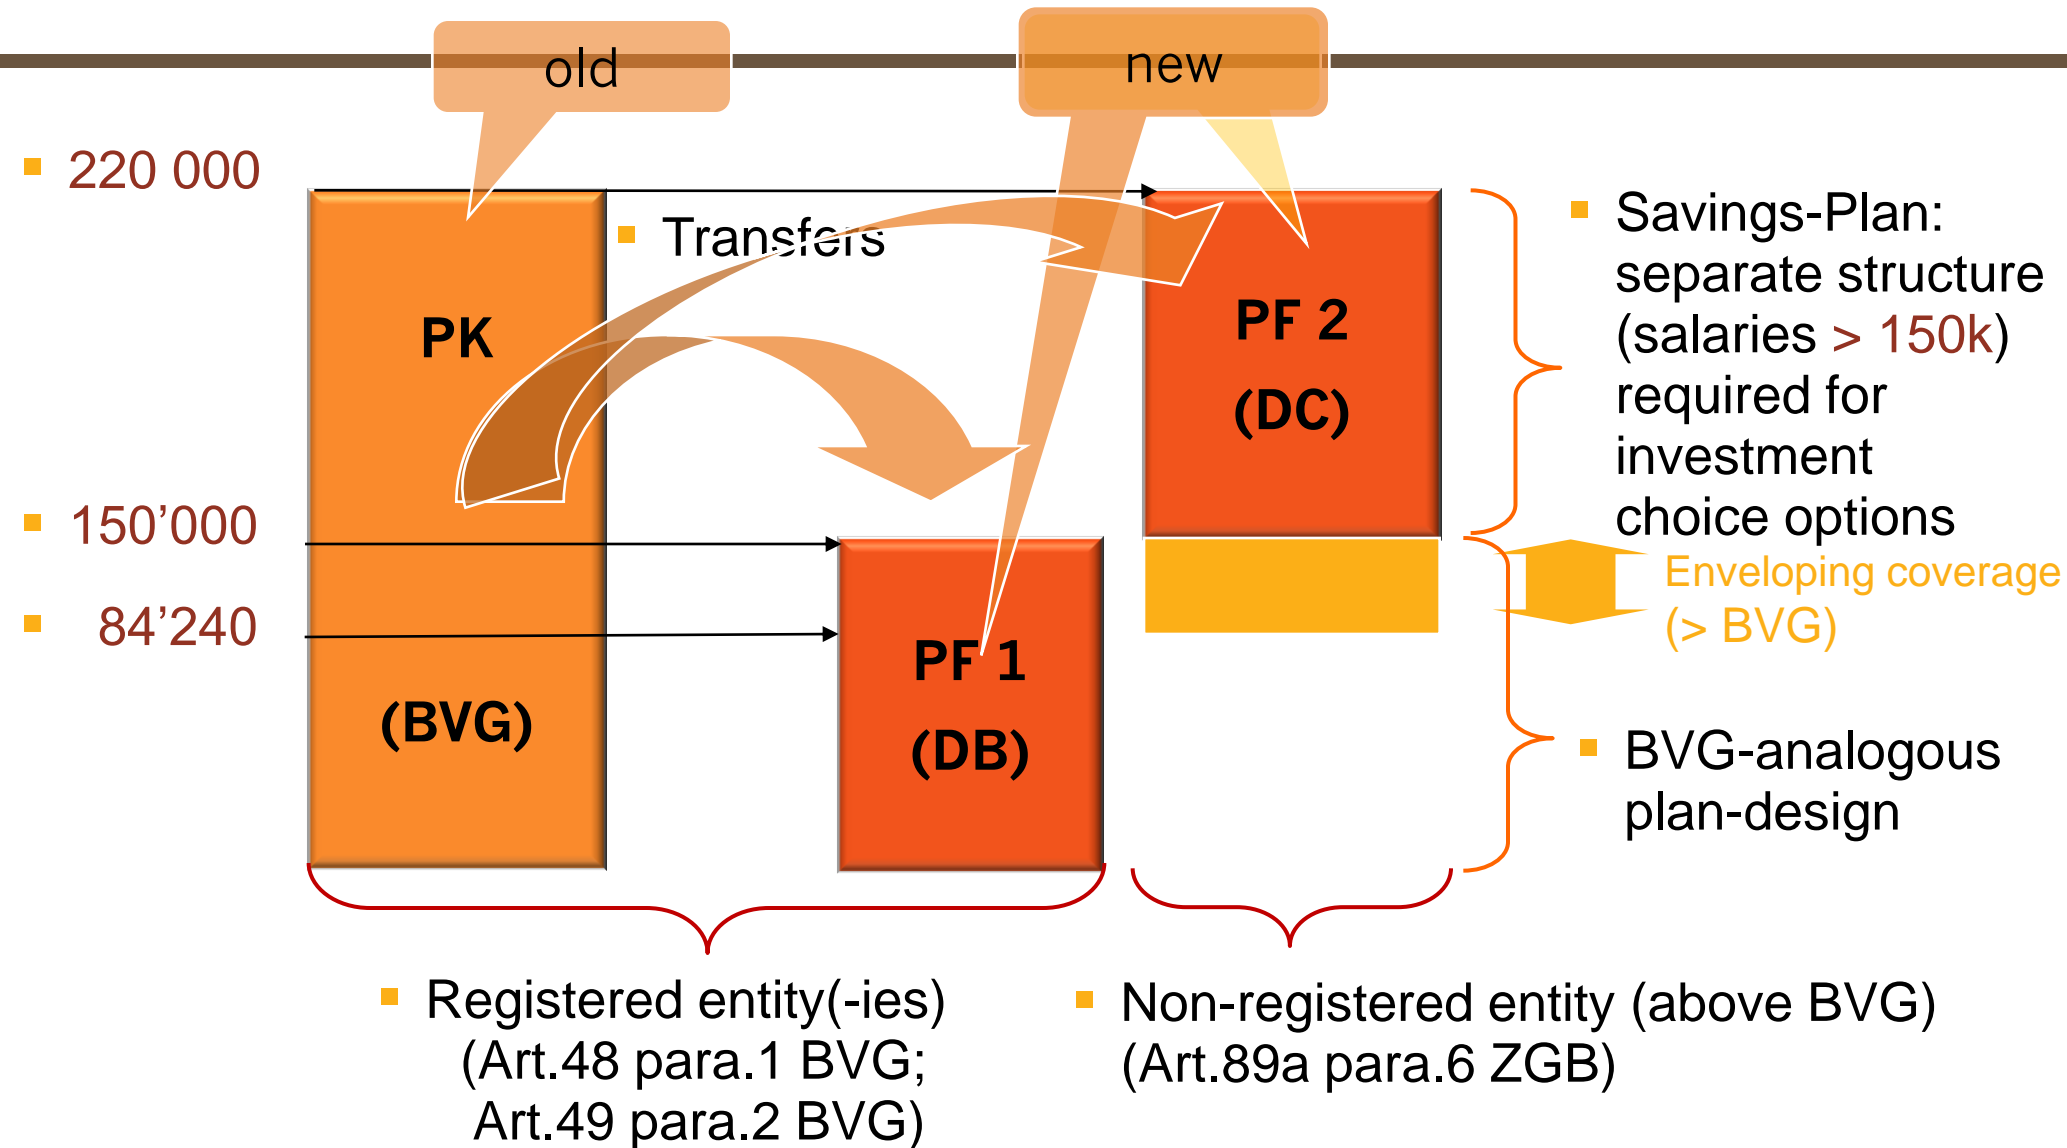 old
new
220 000
Transfers
PK
(BVG)
150’000
84’240
PF 1
(DB)
PF 2
(DC)
Savings-Plan:
separate structure
(salaries > 150k)
required for
investment
choice options
Enveloping coverage
(> BVG)
BVG-analogous
plan-design
Registered entity(-ies)
(Art.48 para.1 BVG;
Art.49 para.2 BVG)
Non-registered entity (above BVG)
(Art.89a para.6 ZGB)